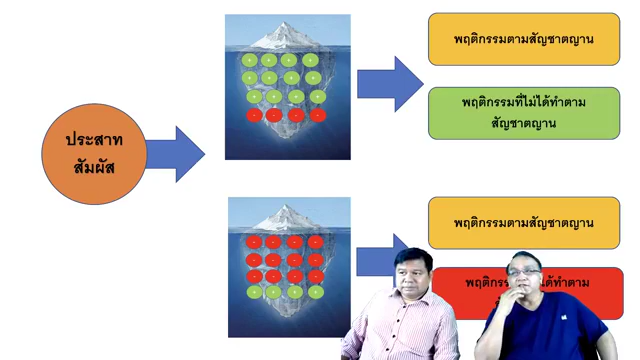 ประสาท
สัมผัส
พฤติกรรมตามสัญชาตญาน
พฤติกรรมที่ไม่ได้ทำตาม
สัญชาตญาน
พฤติกรรมตามสัญชาตญาน
ได้ทำตาม